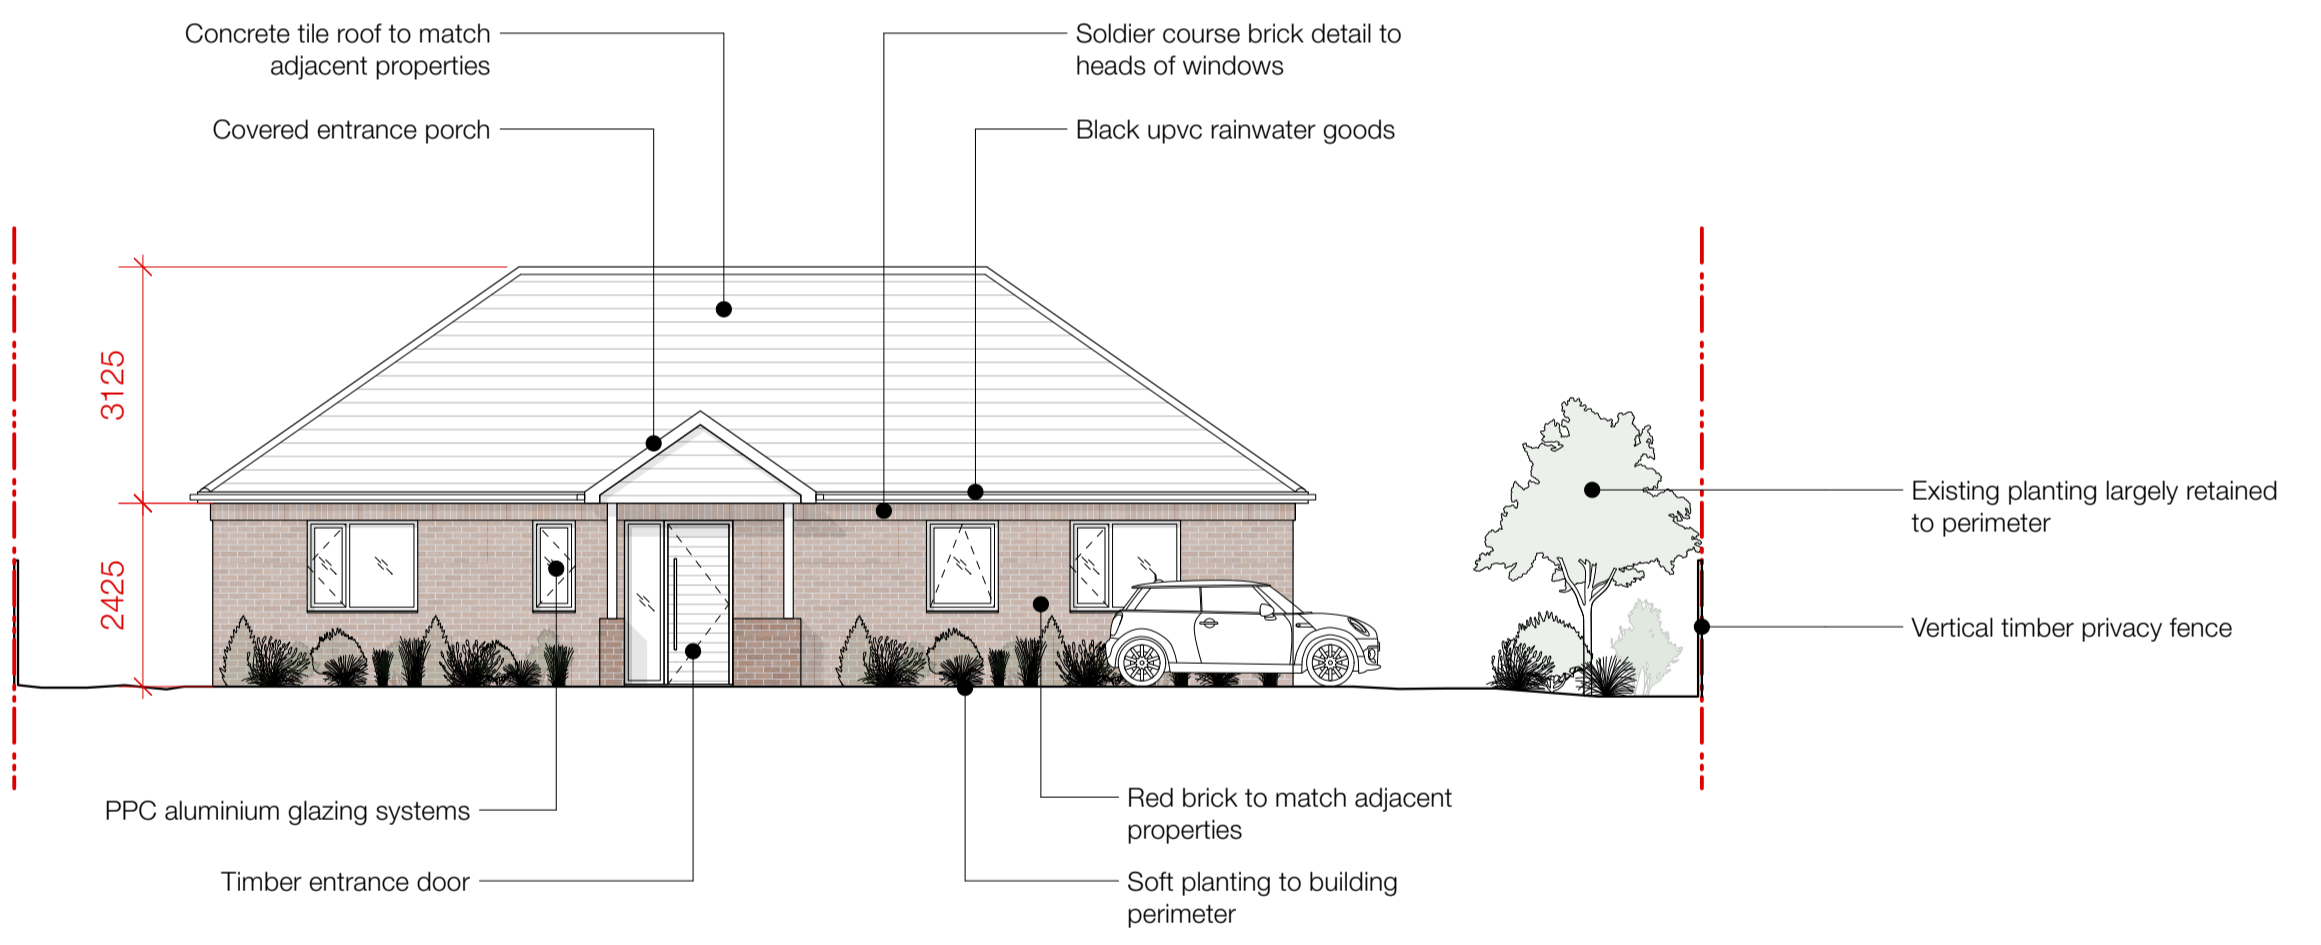 Concrete tile roof to match
adjacent properties
Soldier course brick detail to
heads of windows
Covered entrance porch
Black upvc rainwater goods
3125
2425
Existing planting largely retained
to perimeter
Vertical timber privacy fence
PPC aluminium glazing systems
Red brick to match adjacent
properties
Timber entrance door
Soft planting to building
perimeter